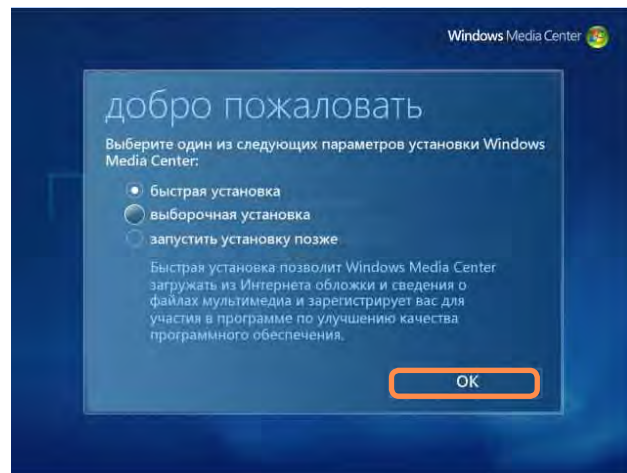 Windows Media Center
добро пожаловать
Выберите один из следующих параметров установки Windows
Media Center:
быстрая установка
выборочная установка
запустить установку позже
Быстрая установка позволит Windows Media Center
загружать из Интернета обложки и сведения о
файлах мультимедиа и зарегистрирует вас для
участия в программе по улучшению качества
программного обеспечения.
ОК